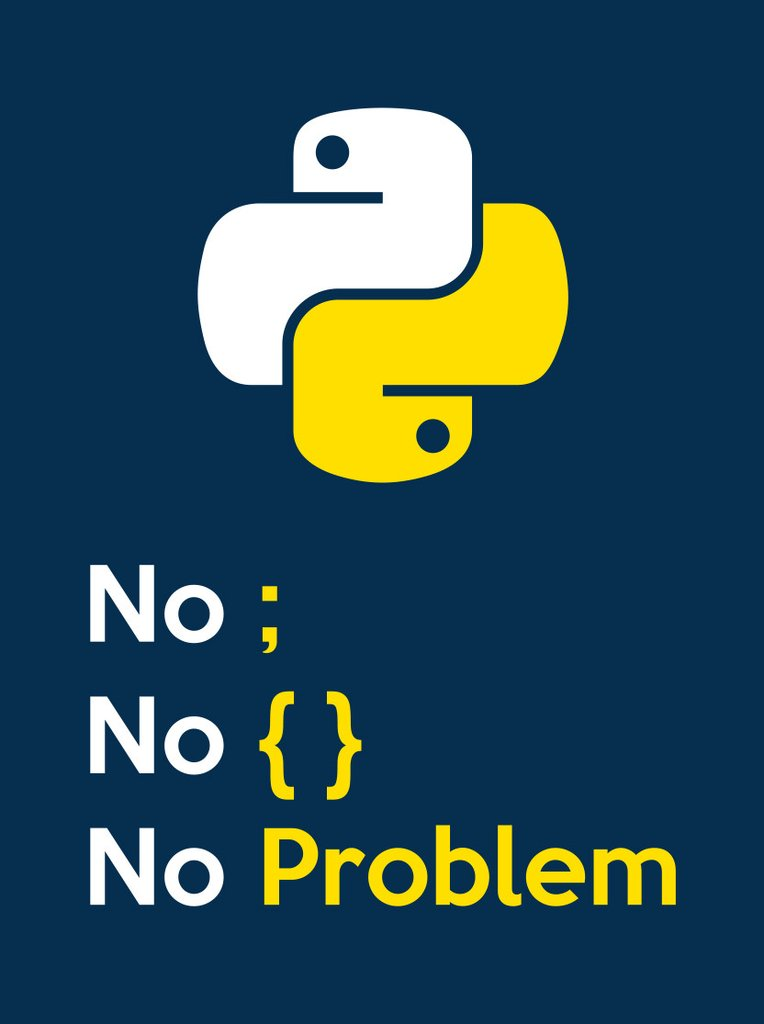 No ;
No { }
No Problem